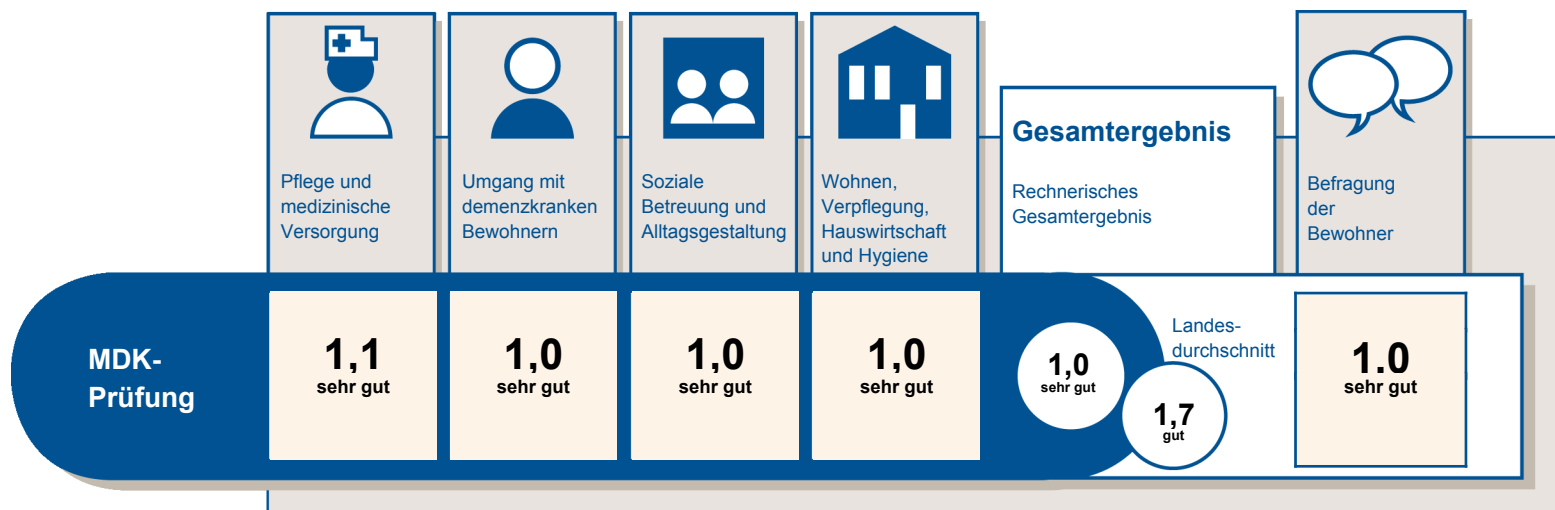 Pflege und
medizinische
Versorgung
Umgang mit
demenzkranken
Bewohnern
Soziale
Betreuung und
Alltagsgestaltung
Wohnen,
Verpflegung,
Hauswirtschaft
und Hygiene
Gesamtergebnis
Rechnerisches
Gesamtergebnis
Befragung
der
Bewohner
MDK-
Prüfung
1,1
sehr gut
1,0
sehr gut
1,0
sehr gut
1,0
sehr gut
1,0
sehr gut
Landes-
durchschnitt
1,7
gut
1.0
sehr gut